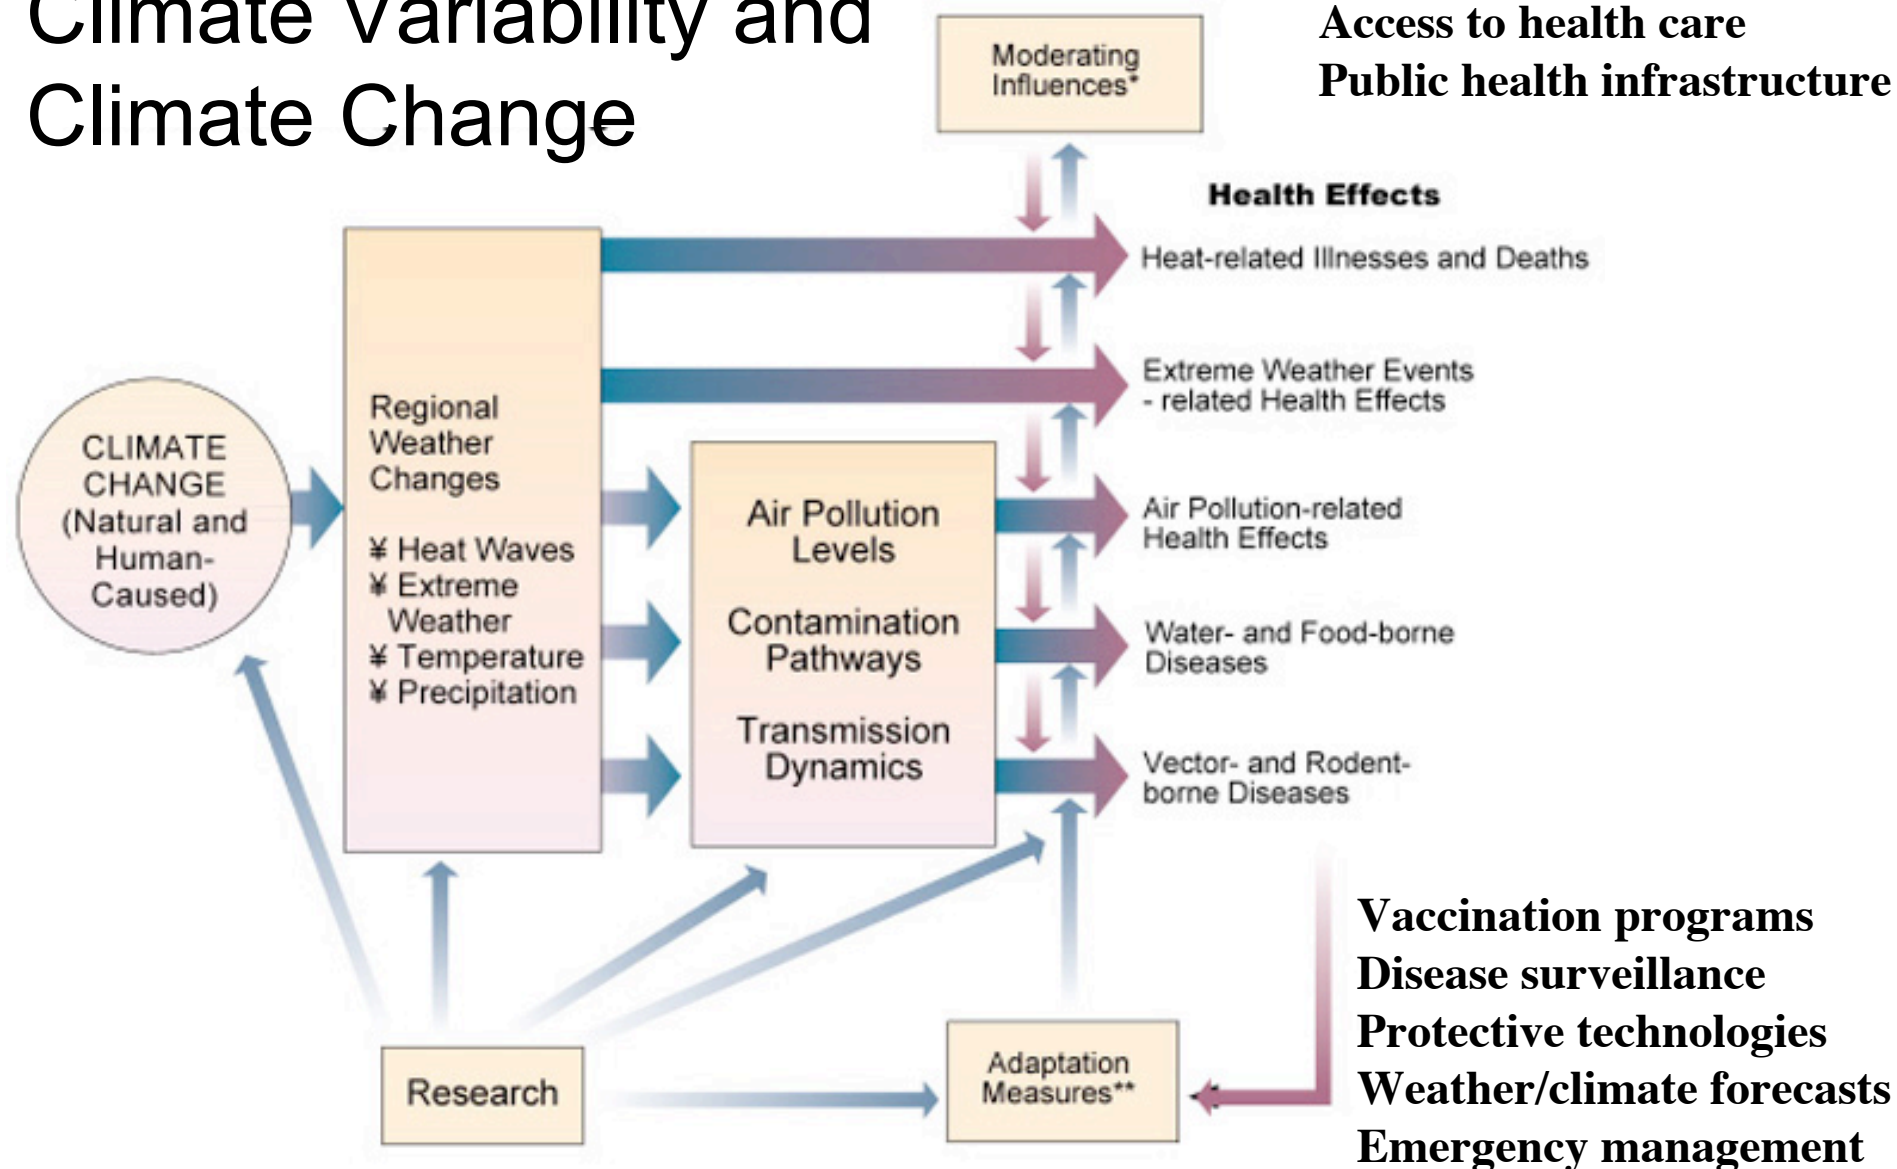 Climate Variability and
Climate Change
Moderating
Influences*
Access to health care
Public health infrastructure
Health Effects
Heat-related Illnesses and Deaths
Extreme Weather Events
- related Health Effects
Air Pollution-related
Health Effects
Water- and Food-borne
Diseases
Vector- and Rodent-
borne Diseases
CLIMATE
CHANGE
(Natural and
Human-
Caused)
Regional
Weather
Changes
¥ Heat Waves
¥ Extreme
Weather
¥ Temperature
¥ Precipitation
Air Pollution
Levels
Contamination
Pathways
Transmission
Dynamics
Research
Adaptation
Measures**
Vaccination programs
Disease surveillance
Protective technologies
Weather/climate forecasts
Emergency management